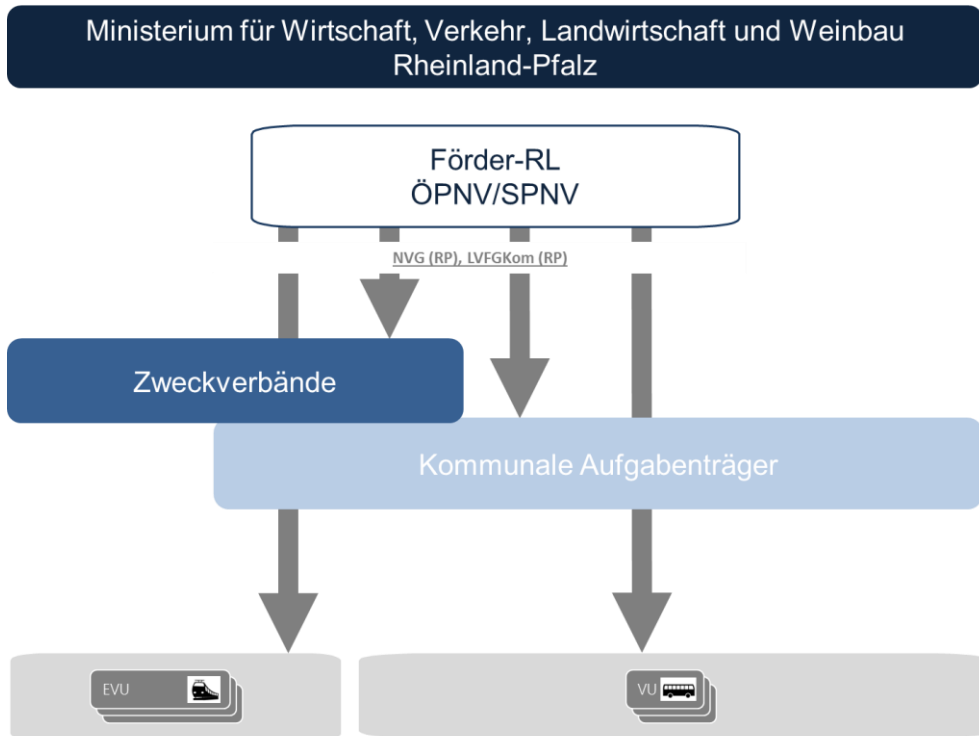 Ministerium für Wirtschaft, Verkehr, Landwirtschaft und Weinbau
Rheinland-Pfalz
Förder-RL
ÖPNV/SPNV
NVG (RP), LVFGKom (RP)
Zweckverbände
Kommunale Aufgabenträger
EVU
VU